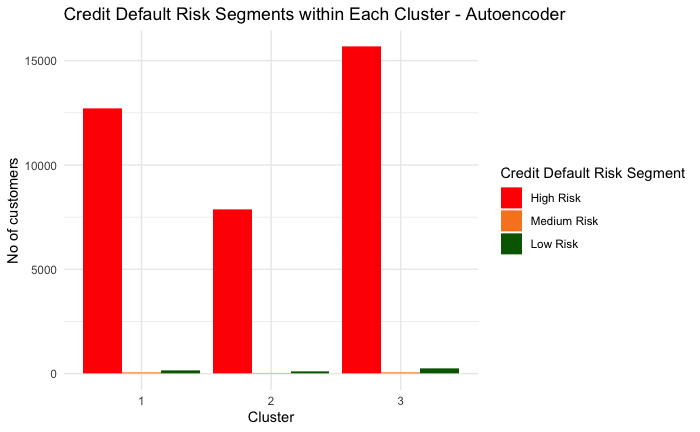 Credit Default Risk Segments within Each Cluster - Autoencoder
15000
10000
5000
0
No of customers
1
2
3
Cluster
Credit Default Risk Segment
High Risk
Medium Risk
Low Risk